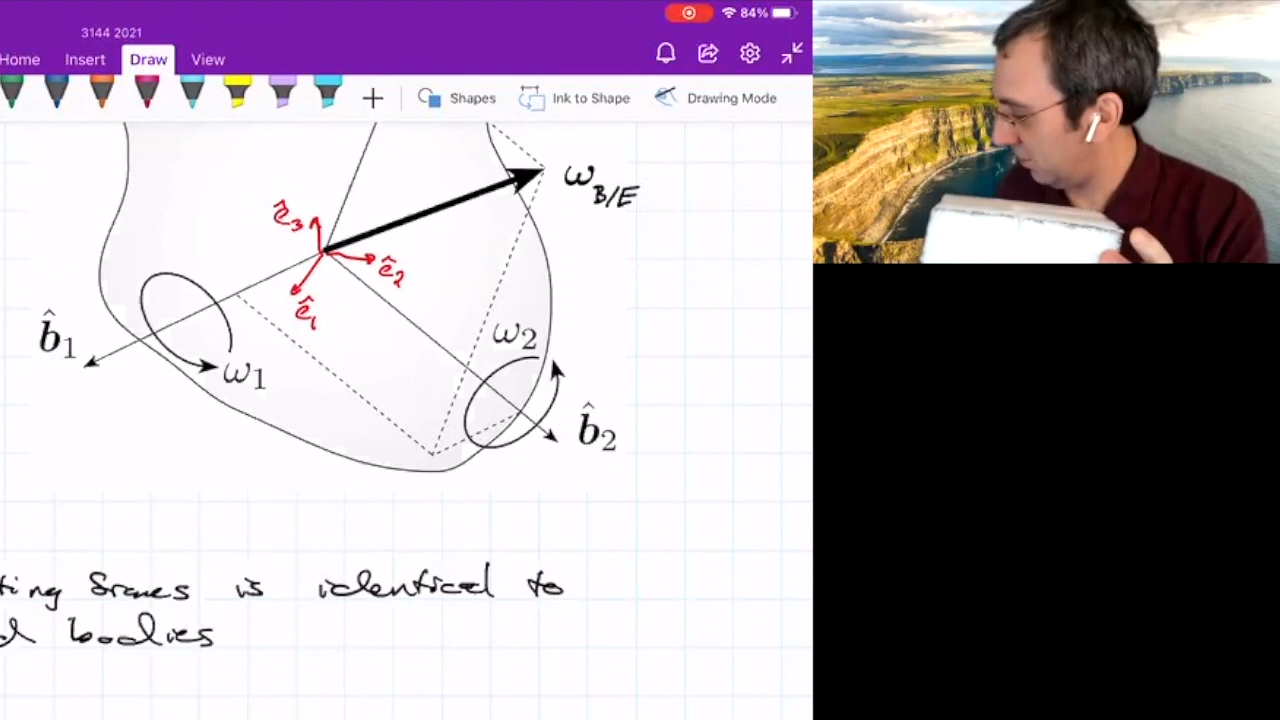 84%
3144 2021
Home Insert Draw View
Shapes Ink to Shape Drawing Mode
ω_B/E
ê₃
ê₂
ê₁
b̂₁
ω₁
ω₂
b̂₂
ting frames is identical to
d bodies